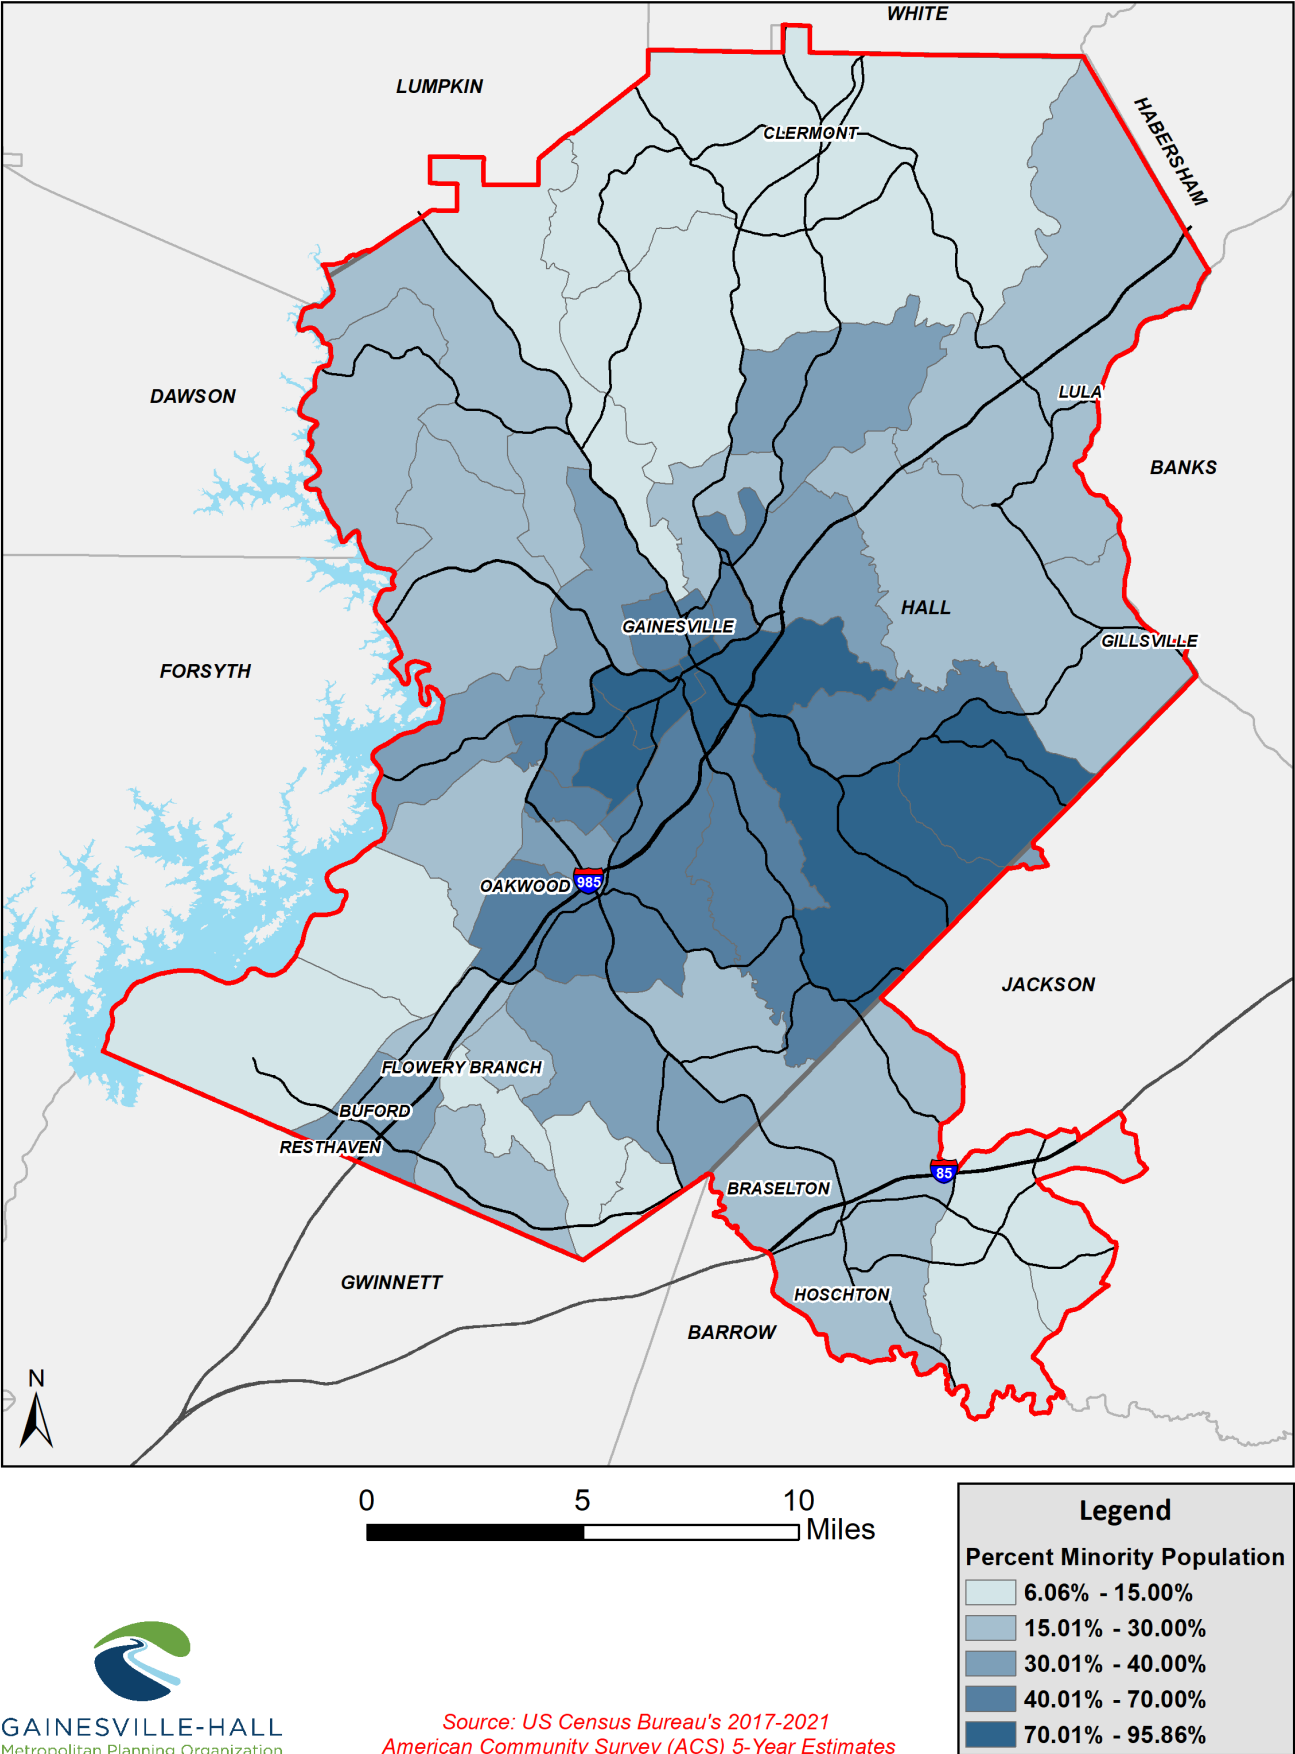 WHITE
LUMPKIN
HABERSHAM
CLERMONT
DAWSON
LULA
BANKS
HALL
GAINESVILLE
GILLSVILLE
FORSYTH
OAKWOOD
985
JACKSON
FLOWERY BRANCH
BUFORD
RESTHAVEN
85
BRASELTON
GWINNETT
HOSCHTON
BARROW
N
0 5 10
Miles
Legend
Percent Minority Population
6.06% - 15.00%
15.01% - 30.00%
30.01% - 40.00%
40.01% - 70.00%
70.01% - 95.86%
GAINESVILLE-HALL
Metropolitan Planning Organization
Source: US Census Bureau's 2017-2021
American Community Survey (ACS) 5-Year Estimates